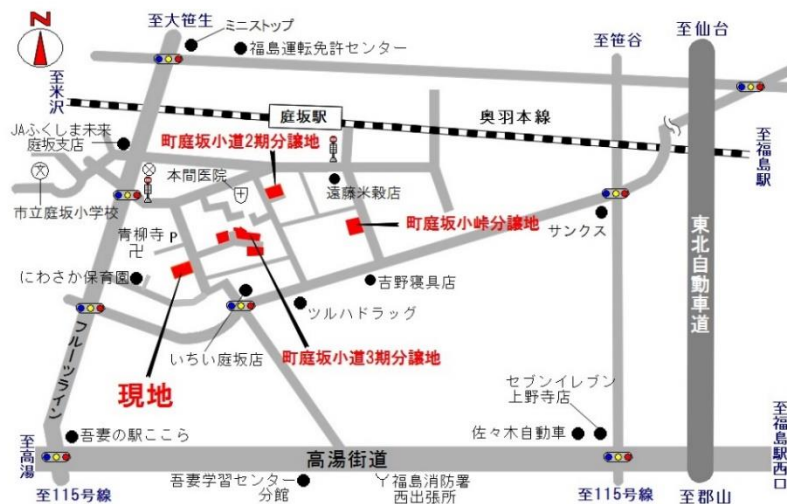 N
至大笹生
ミニストップ
福島運転免許センター
至笹谷
至仙台
至米沢
庭坂駅
奥羽本線
JAふくしま未来
庭坂支店
町庭坂小道2期分譲地
至福島駅
本間医院
遠藤米穀店
市立庭坂小学校
町庭坂小峠分譲地
サンクス
青柳寺 P
卍
東北自動車道
にわさか保育園
吉野寝具店
ツルハドラッグ
フルーツライン
いちい庭坂店
町庭坂小道3期分譲地
現地
セブンイレブン
上野寺店
吾妻の駅ここら
佐々木自動車
至高湯
高湯街道
至福島駅西口
吾妻学習センター
分館
福島消防署
西出張所
至115号線
至115号線
至郡山